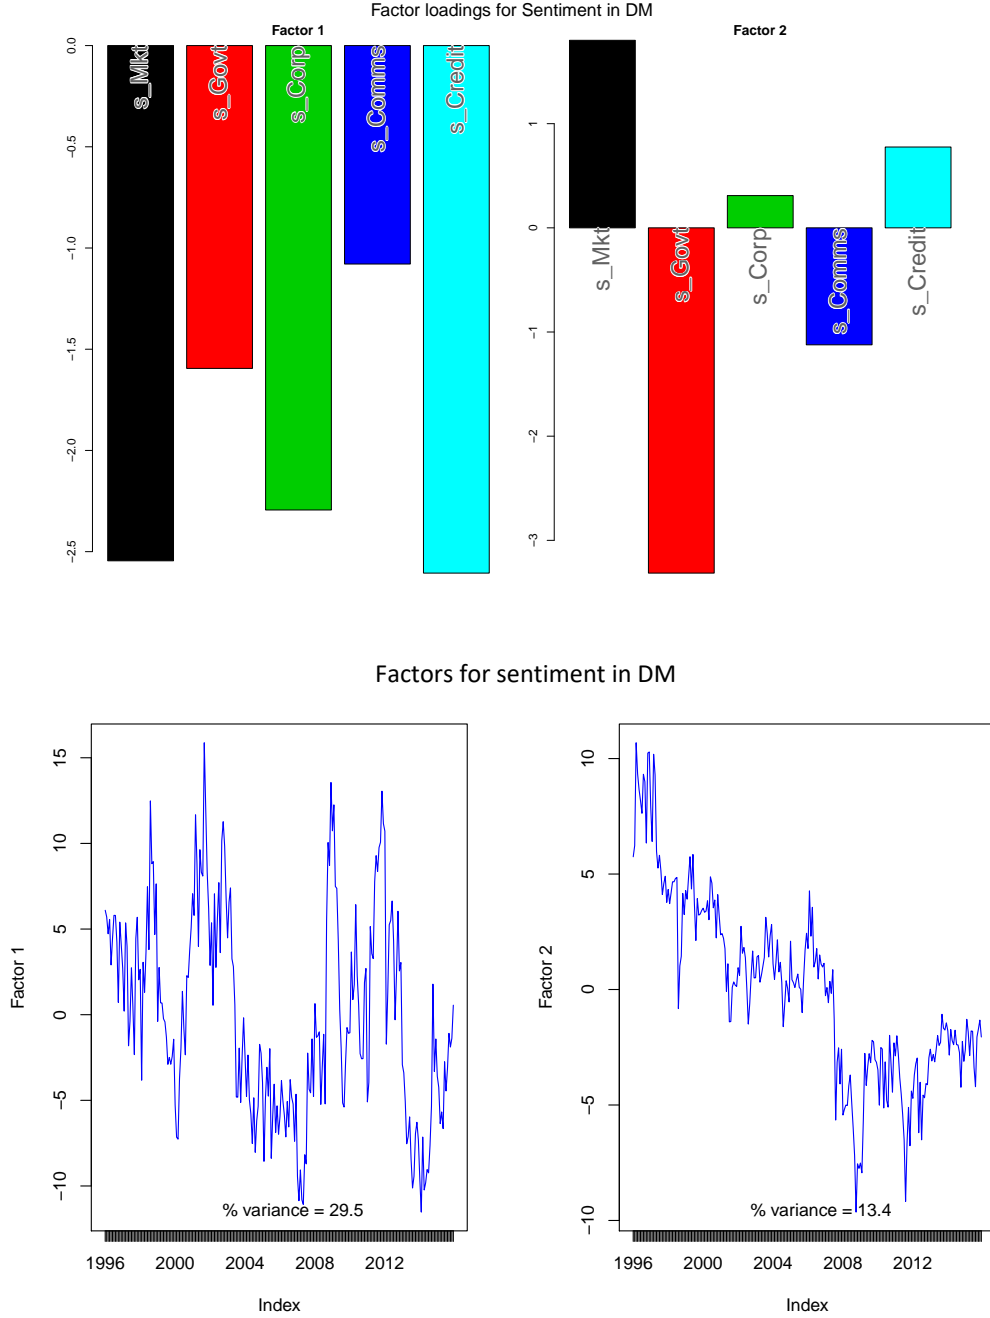 Factor loadings for Sentiment in DM
Factor 1
Factor 2
0.0
−0.5
−1.0
−1.5
−2.0
−2.5
s_Mkt
s_Govt
s_Corp
s_Comms
s_Credit
1
0
−1
−2
−3
s_Mkt
s_Govt
s_Corp
s_Comms
s_Credit
Factors for sentiment in DM
Factor 1
15
10
5
0
−5
−10
% variance = 29.5
1996 2000 2004 2008 2012
Index
Factor 2
10
5
0
−5
−10
% variance = 13.4
1996 2000 2004 2008 2012
Index